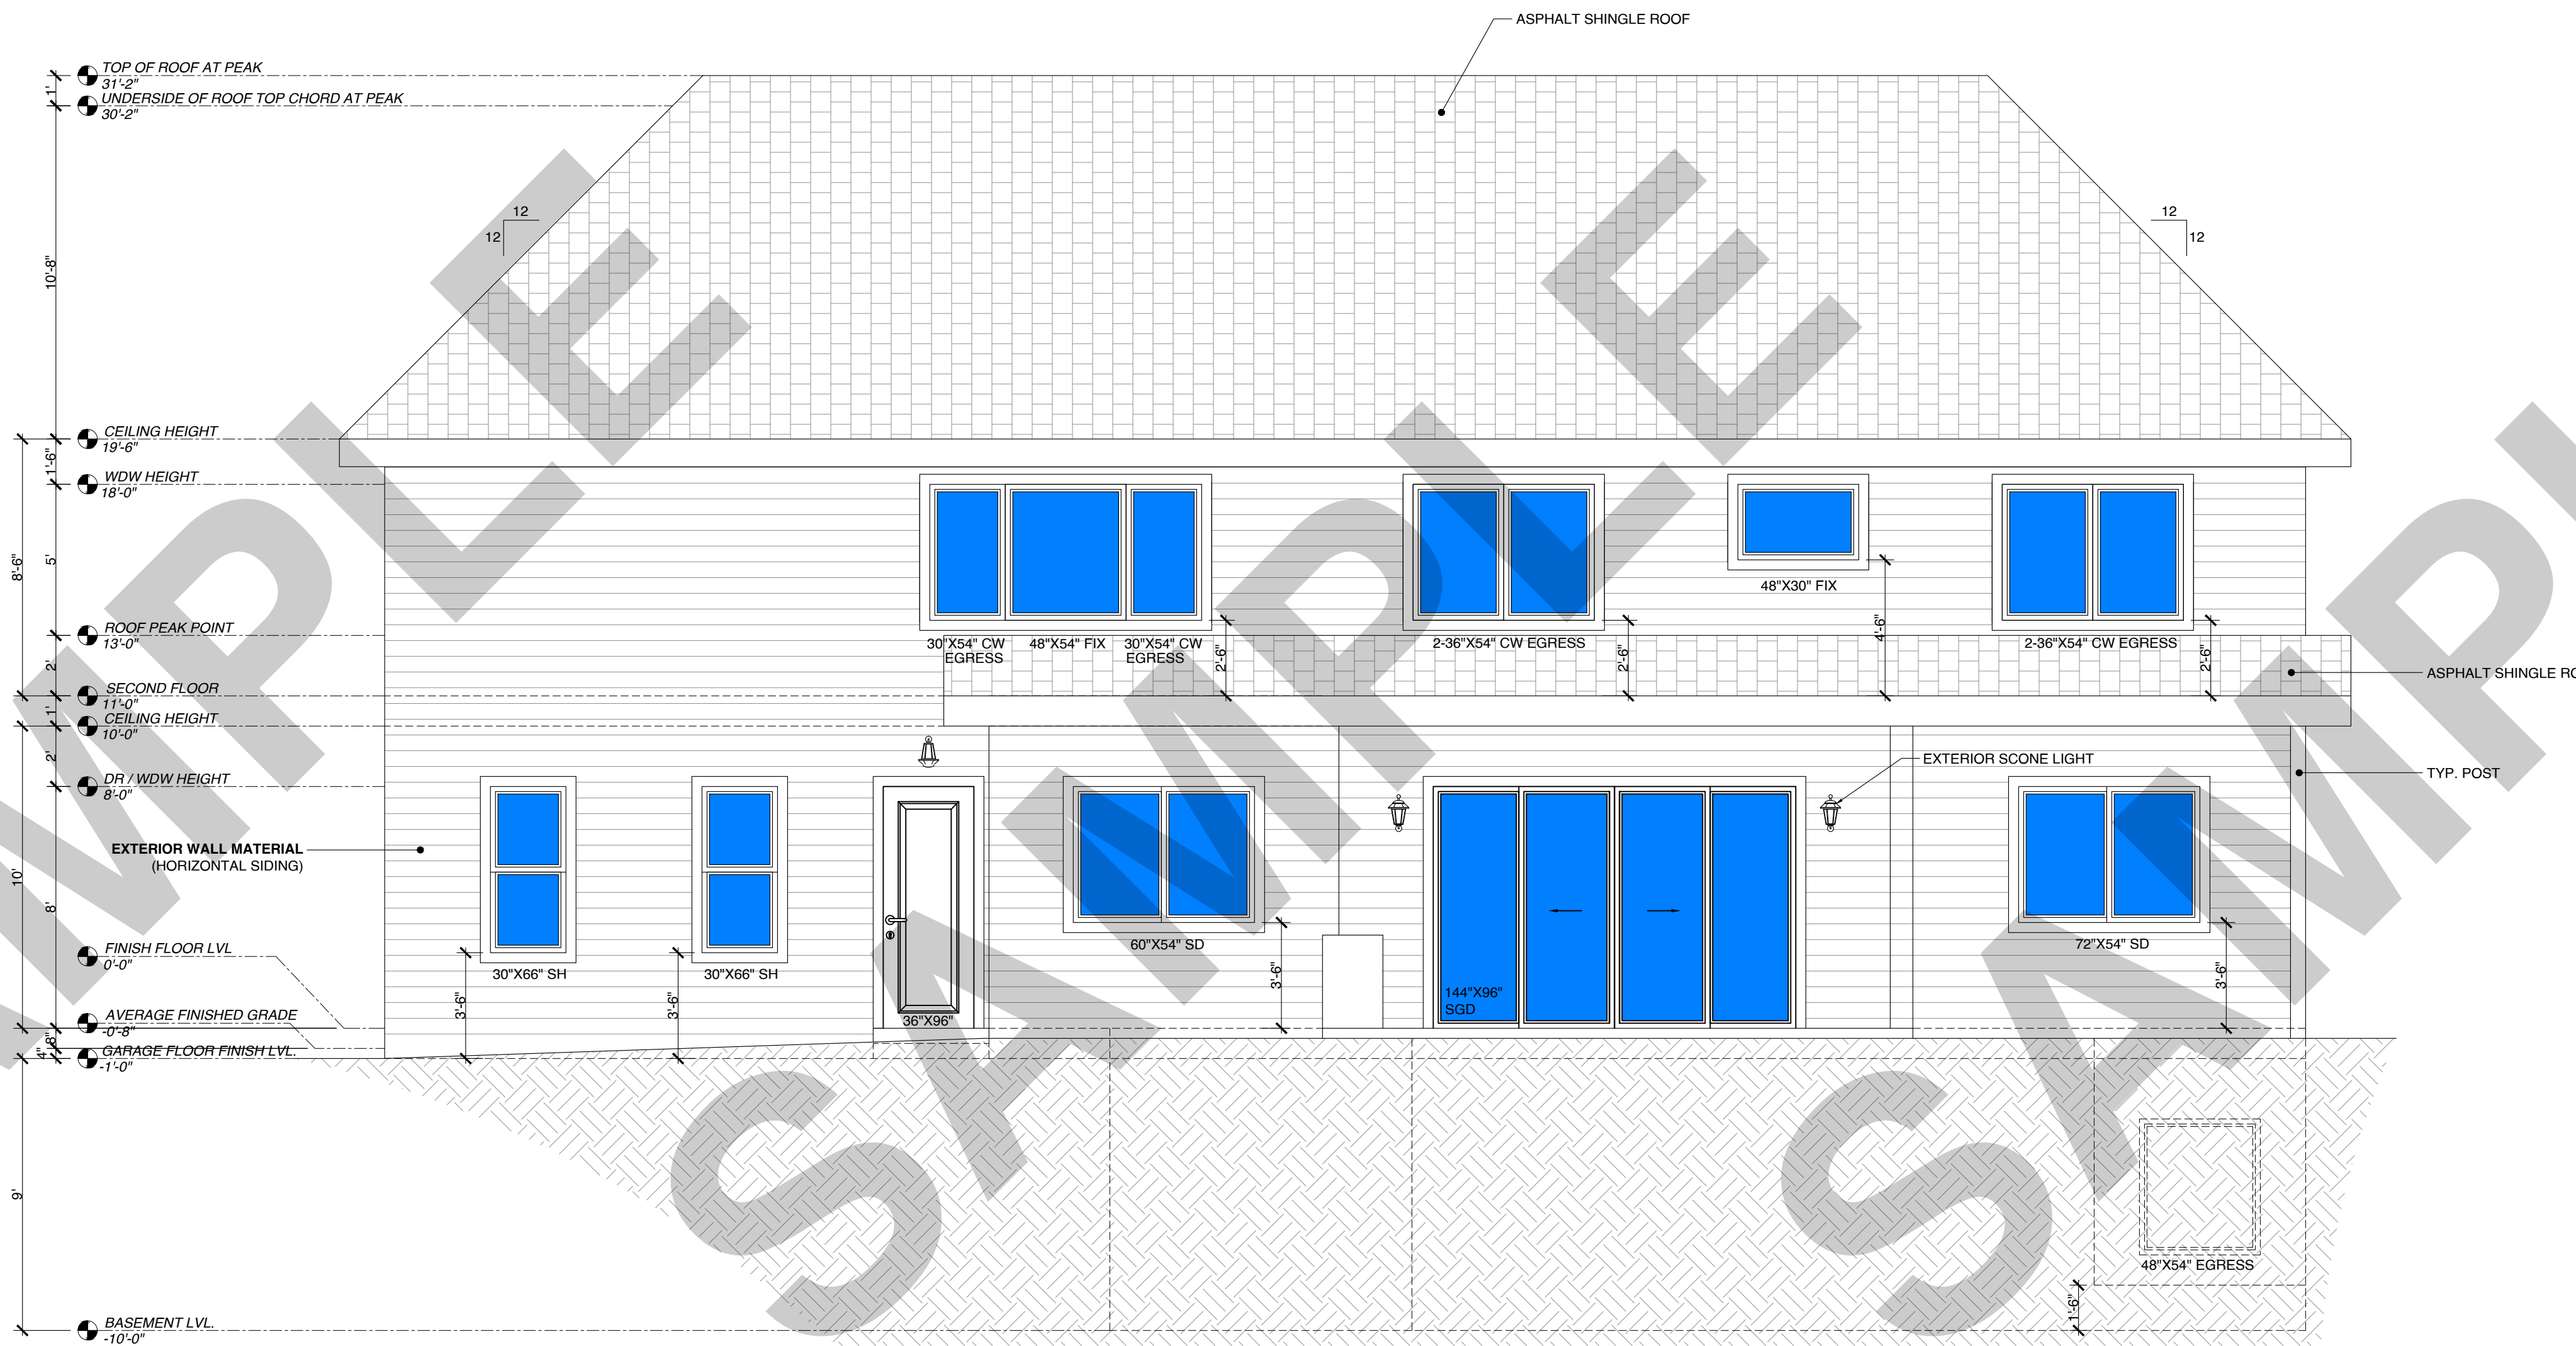 ASPHALT SHINGLE ROOF
TOP OF ROOF AT PEAK
31'-2"
1'
UNDERSIDE OF ROOF TOP CHORD AT PEAK
30'-2"
12
12
12
12
10'-8"
CEILING HEIGHT
19'-6"
1'-6"
WDW HEIGHT
18'-0"
8'-6"
5'
48"X30" FIX
ROOF PEAK POINT
13'-0"
30"X54" CW
EGRESS
48"X54" FIX
30"X54" CW
EGRESS
2'-6"
2-36"X54" CW EGRESS
2'-6"
4'-6"
2-36"X54" CW EGRESS
2'-6"
ASPHALT SHINGLE RO
2'
SECOND FLOOR
11'-0"
1'
CEILING HEIGHT
10'-0"
2'
EXTERIOR SCONE LIGHT
TYP. POST
DR / WDW HEIGHT
8'-0"
EXTERIOR WALL MATERIAL
(HORIZONTAL SIDING)
10'
8'
FINISH FLOOR LVL
0'-0"
30"X66" SH
30"X66" SH
60"X54" SD
72"X54" SD
3'-6"
3'-6"
3'-6"
3'-6"
36"X96"
144"X96"
SGD
AVERAGE FINISHED GRADE
-0'-8"
8"
4"
GARAGE FLOOR FINISH LVL.
-1'-0"
9'
48"X54" EGRESS
1'-6"
BASEMENT LVL.
-10'-0"
SAMPLE
SAMPLE
AMPLE